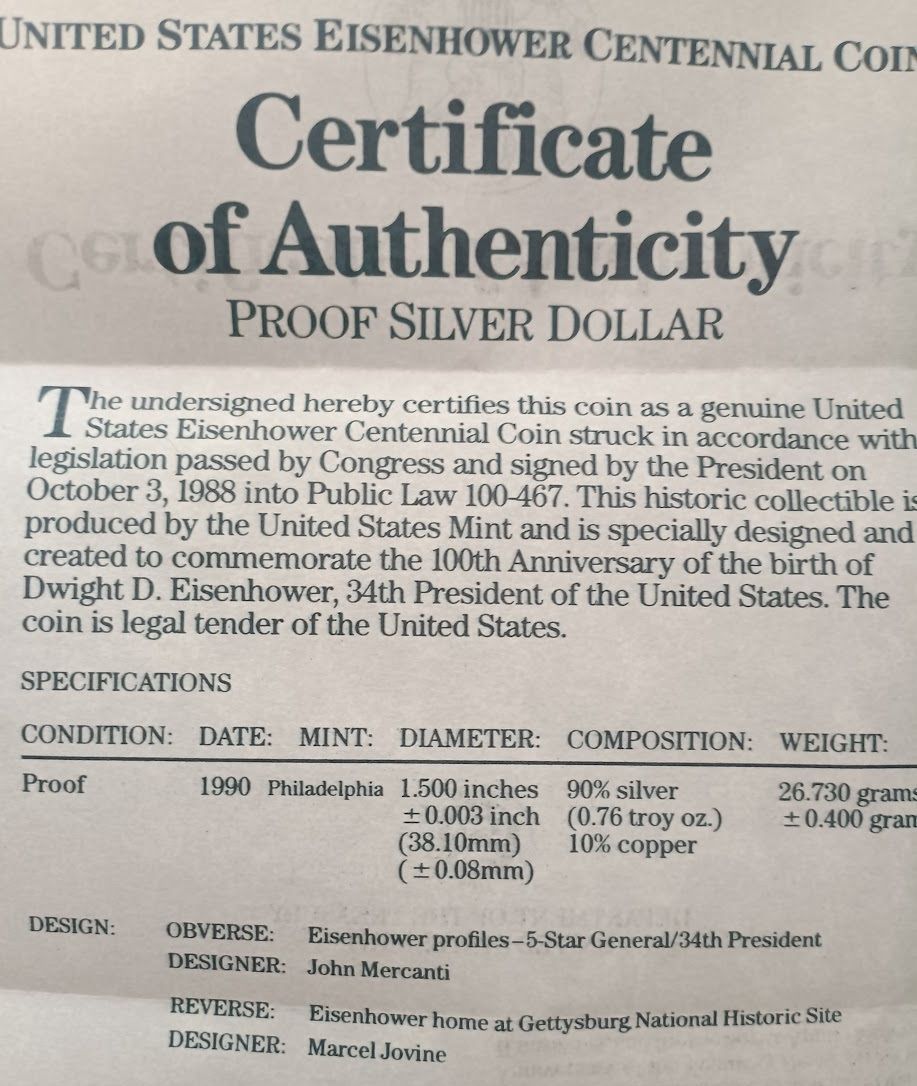 UNITED STATES EISENHOWER CENTENNIAL COIN
Certificate
of Authenticity
PROOF SILVER DOLLAR
The undersigned hereby certifies this coin as a genuine United
States Eisenhower Centennial Coin struck in accordance with
legislation passed by Congress and signed by the President on
October 3, 1988 into Public Law 100-467. This historic collectible is
produced by the United States Mint and is specially designed and
created to commemorate the 100th Anniversary of the birth of
Dwight D. Eisenhower, 34th President of the United States. The
coin is legal tender of the United States.
SPECIFICATIONS
CONDITION: DATE: MINT: DIAMETER: COMPOSITION: WEIGHT:
Proof 1990 Philadelphia 1.500 inches 90% silver 26.730 grams
±0.003 inch (0.76 troy oz.) ±0.400 gram
(38.10mm) 10% copper
(±0.08mm)
DESIGN: OBVERSE: Eisenhower profiles–5-Star General/34th President
DESIGNER: John Mercanti
REVERSE: Eisenhower home at Gettysburg National Historic Site
DESIGNER: Marcel Jovine